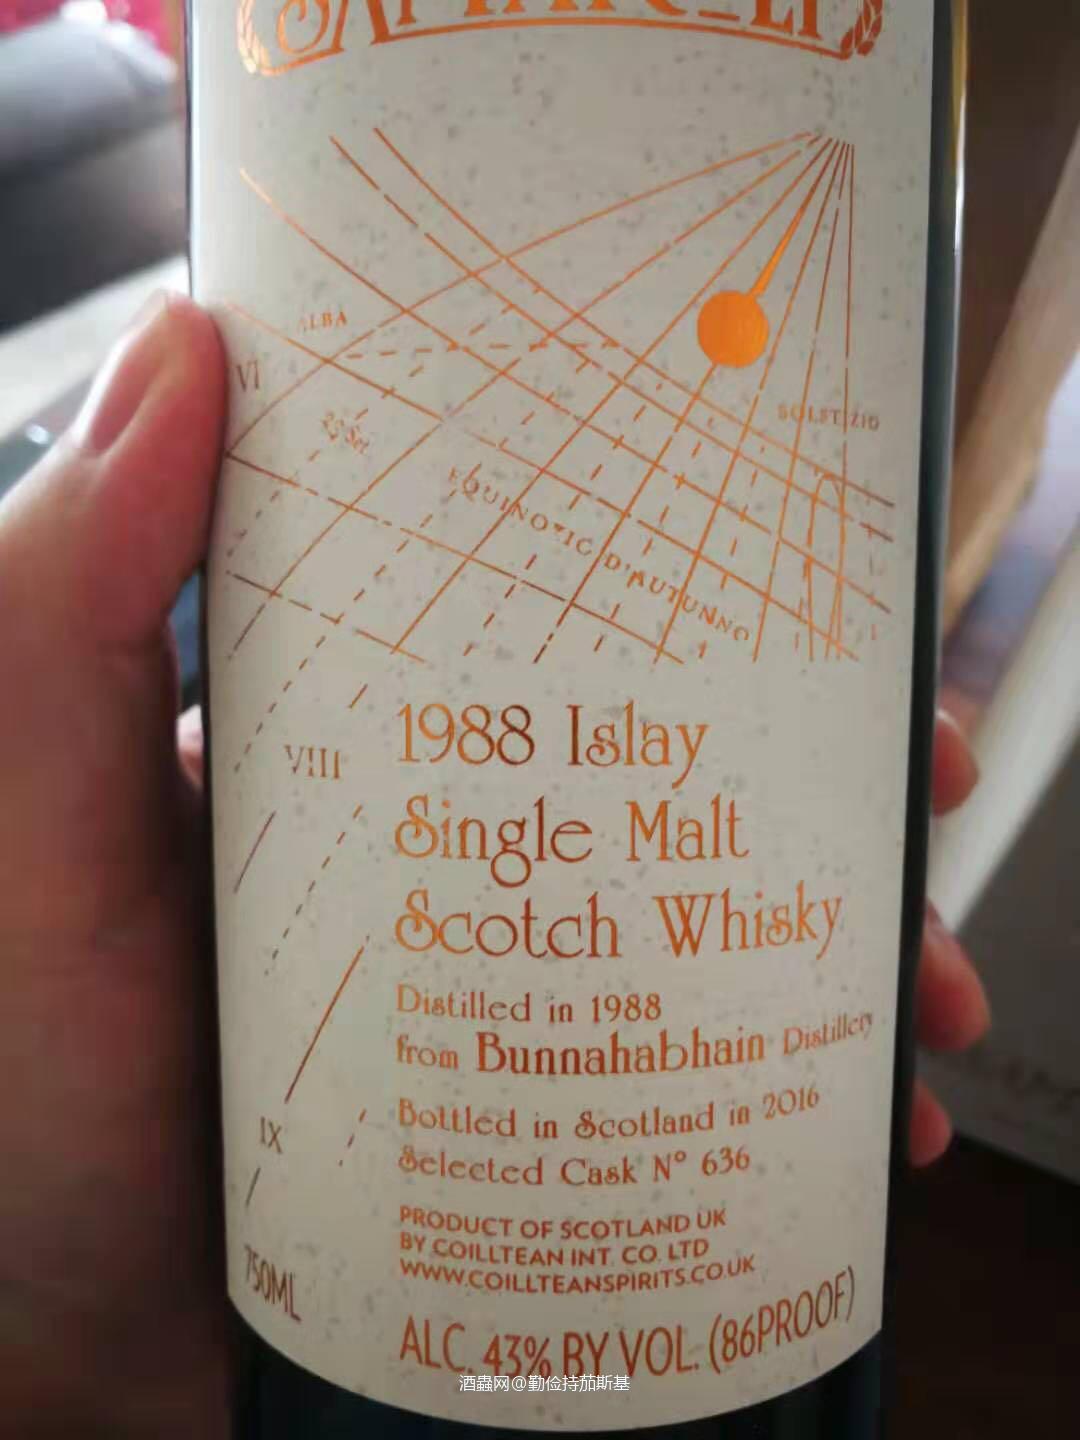 ALBA
VI
SOLSTIZIO
EQUINOZIO D'AUTUNNO
VIII
1988 Islay
Single Malt
Scotch Whisky
Distilled in 1988
from Bunnahabhain Distillery
Bottled in Scotland in 2016
Selected Cask N° 636
IX
PRODUCT OF SCOTLAND UK
BY COILLTEAN INT. CO. LTD
WWW.COILLTEANSPIRITS.CO.UK
750ML
ALC. 43% BY VOL. (86PROOF)
酒蟲网@勤俭持茄斯基